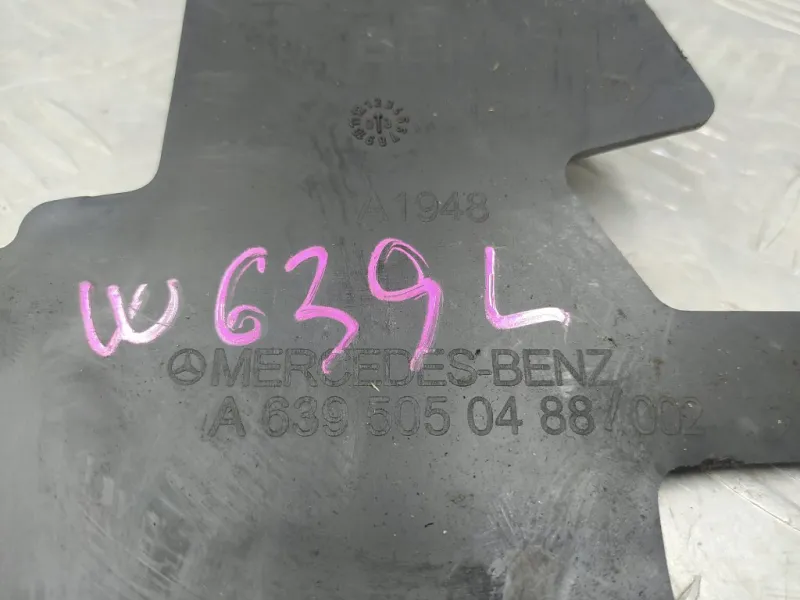 A1948
W639L
MERCEDES-BENZ
A 639 505 04 88 / 002